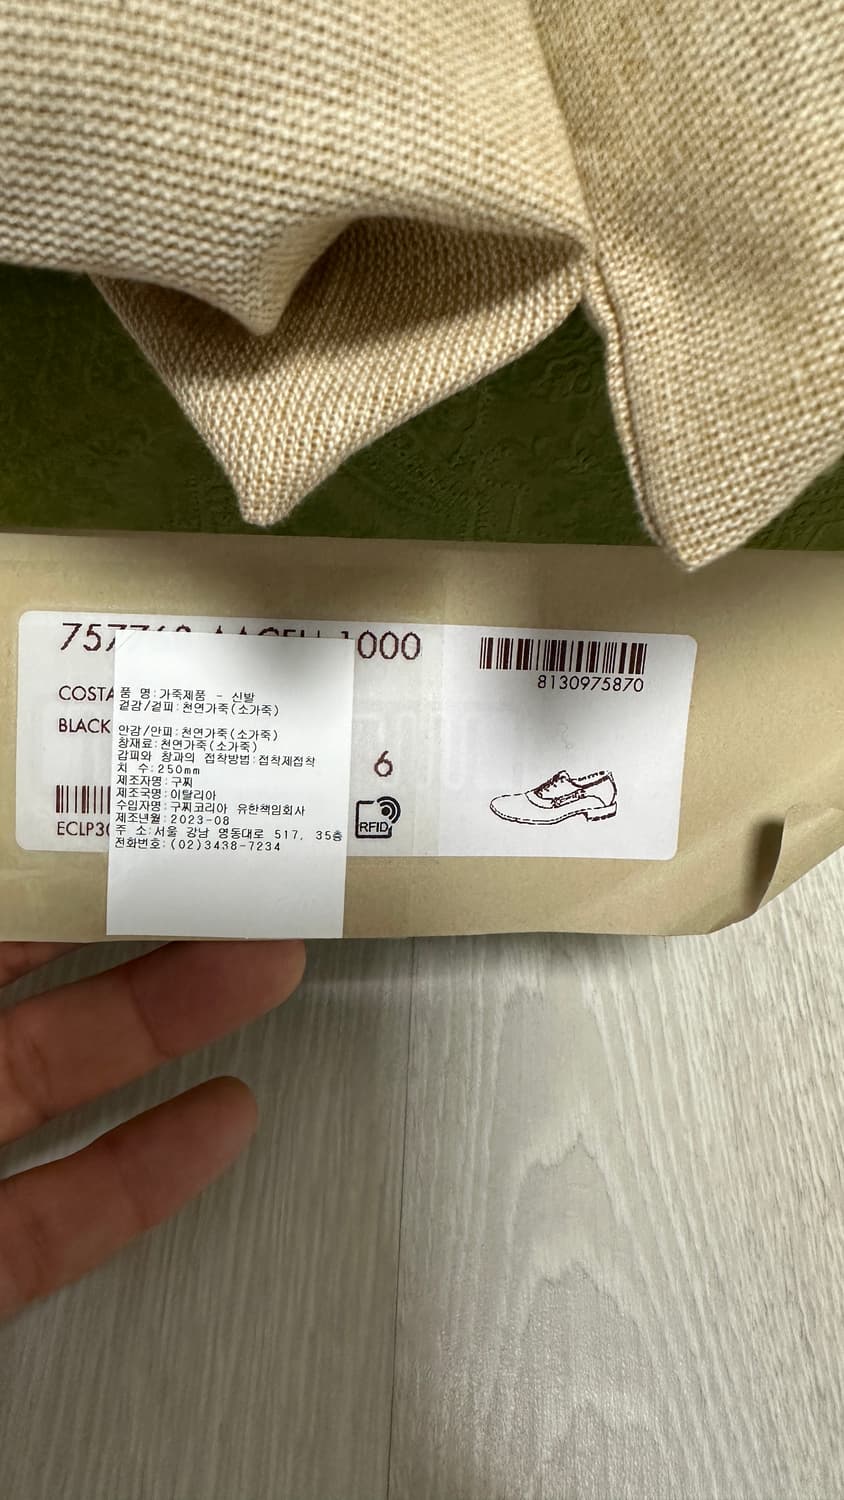 1000
8130975870
COSTA
BLACK
6
RFID
품 명:가죽제품 - 신발
겉감/겉피:천연가죽(소가죽)
안감/안피:천연가죽(소가죽)
창재료:천연가죽(소가죽)
갑피와 창과의 접착방법:접착제접착
치 수:250mm
제조자명:구찌
제조국명:이탈리아
수입자명:구찌코리아 유한책임회사
제조년월:2023-08
주 소:서울 강남 영동대로 517, 35층
전화번호:(02)3438-7234